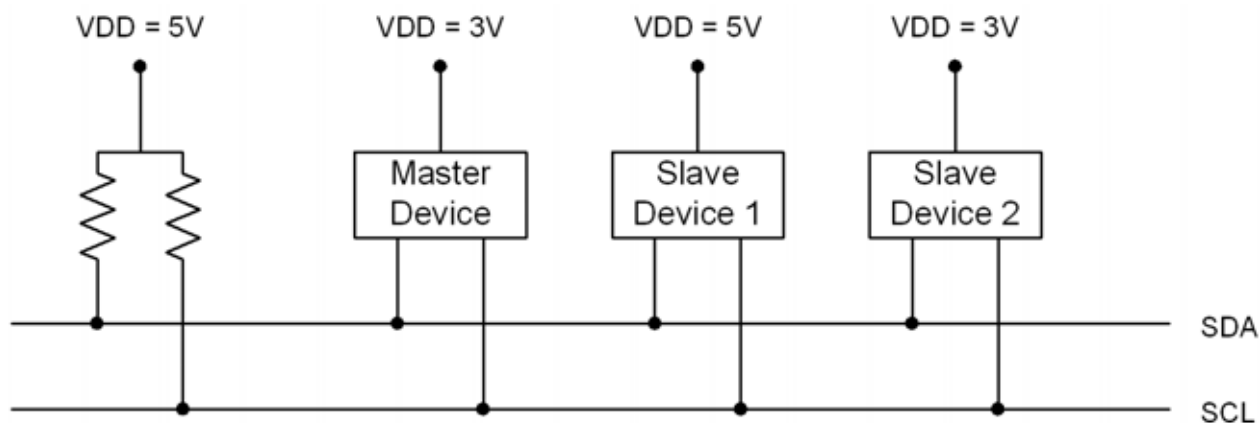 VDD = 5V VDD = 3V VDD = 5V VDD = 3V
Master Device
Slave Device 1
Slave Device 2
SDA
SCL